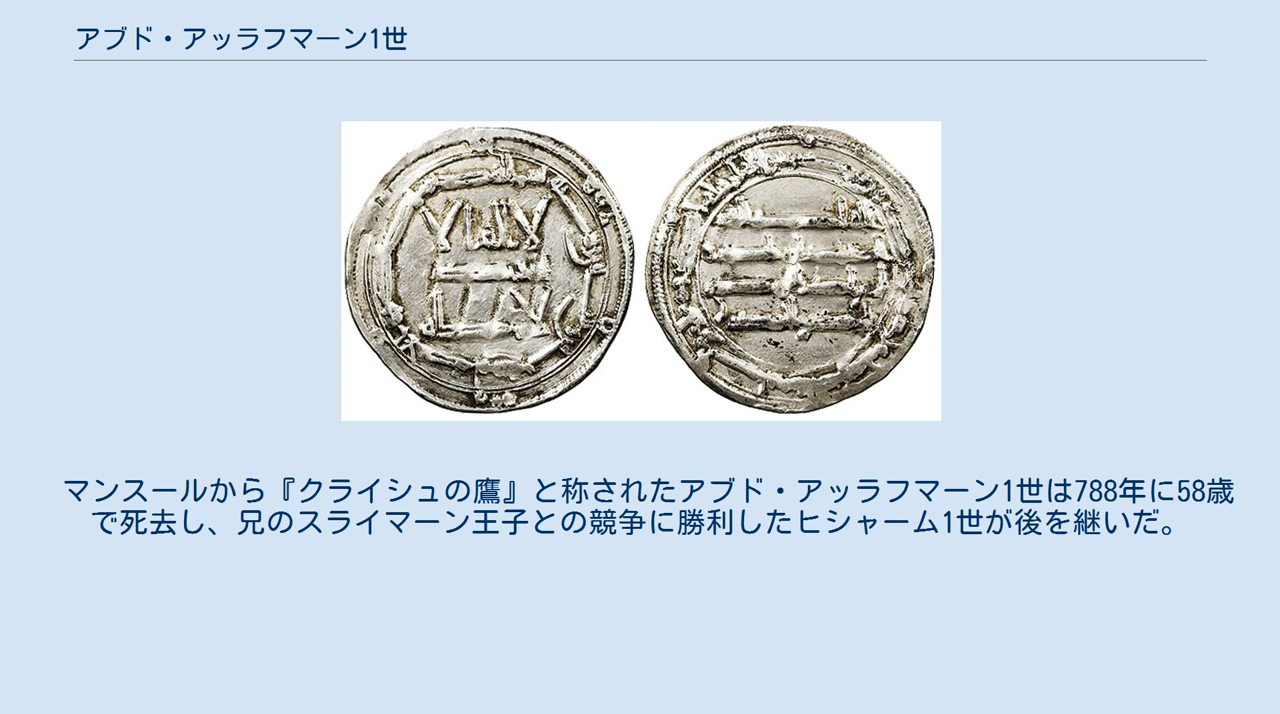 アブド・アッラフマーン1世
لا اله الا
マンスールから『クライシュの鷹』と称されたアブド・アッラフマーン1世は788年に58歳
で死去し、兄のスライマーン王子との競争に勝利したヒシャーム1世が後を継いだ。